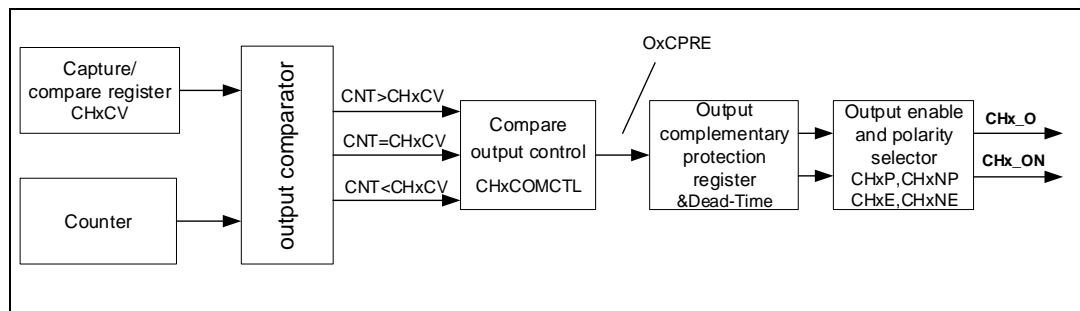 Capture/
compare register
CHxCV
Counter
output comparator
CNT>CHxCV
CNT=CHxCV
CNT<CHxCV
Compare
output control
CHxCOMCTL
OxCPRE
Output
complementary
protection
register
&Dead-Time
Output enable
and polarity
selector
CHxP,CHxNP
CHxE,CHxNE
CHx_O
CHx_ON